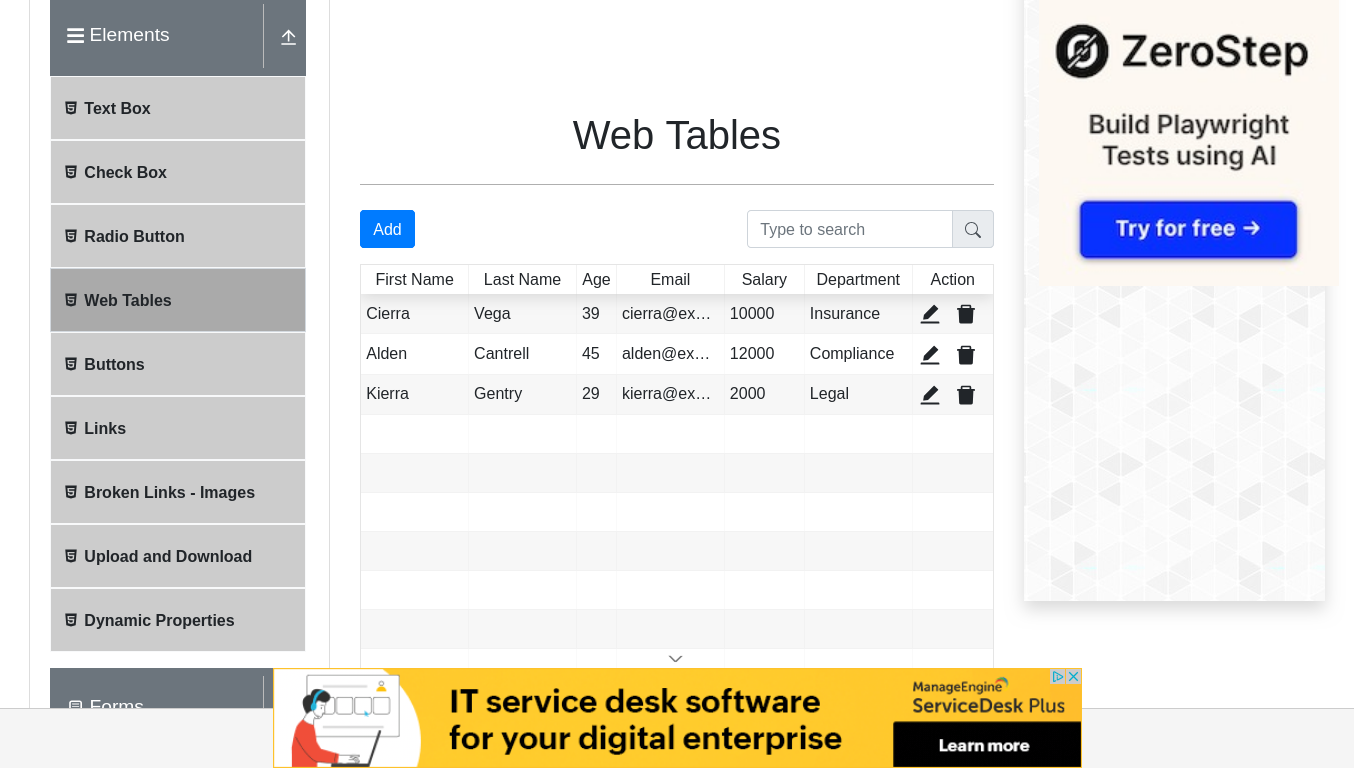 Elements
Text Box
Check Box
Radio Button
Web Tables
Buttons
Links
Broken Links - Images
Upload and Download
Dynamic Properties
Forms
Web Tables
Add
Type to search
First Name Last Name Age Email Salary Department Action
Cierra Vega 39 cierra@ex… 10000 Insurance
Alden Cantrell 45 alden@ex… 12000 Compliance
Kierra Gentry 29 kierra@ex… 2000 Legal
ZeroStep
Build Playwright
Tests using AI
Try for free →
IT service desk software
for your digital enterprise
ManageEngine
ServiceDesk Plus
Learn more